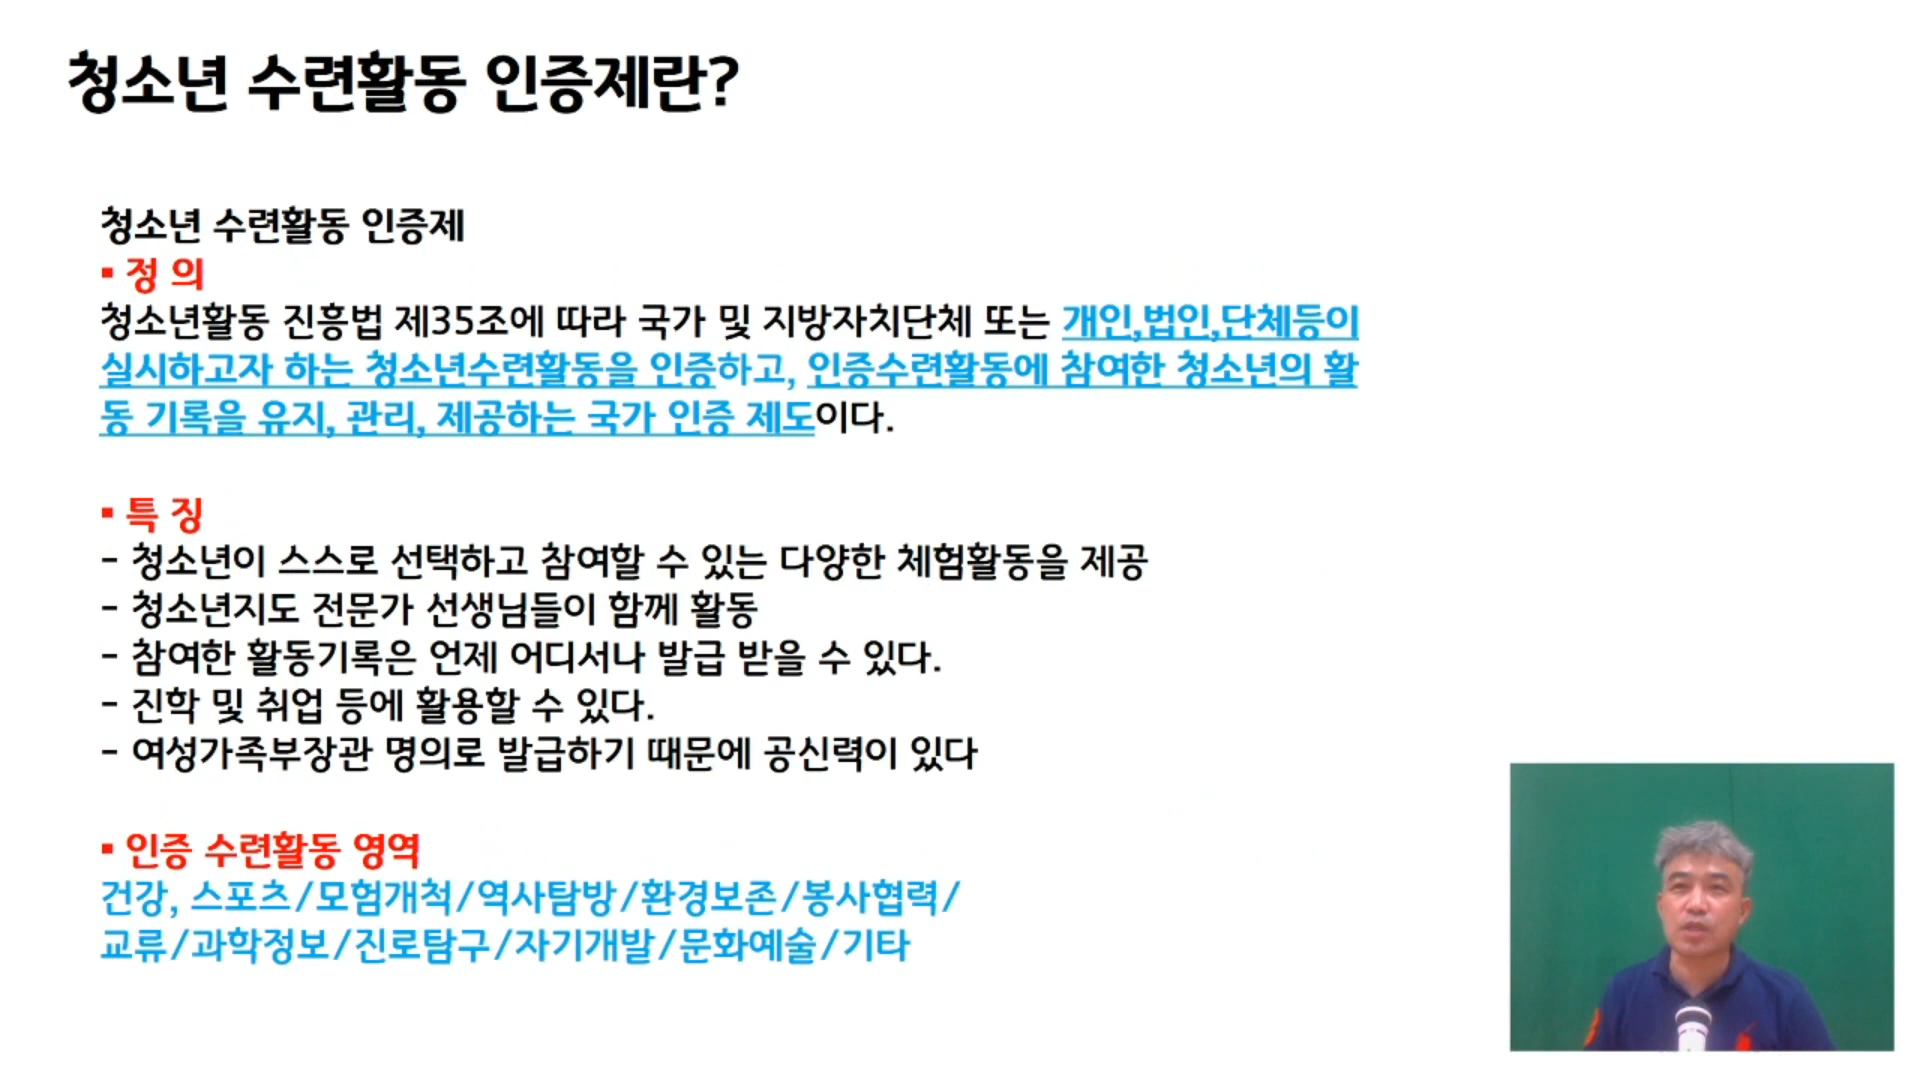 청소년 수련활동 인증제란?
청소년 수련활동 인증제
▪ 정 의
청소년활동 진흥법 제35조에 따라 국가 및 지방자치단체 또는 개인,법인,단체등이
실시하고자 하는 청소년수련활동을 인증하고, 인증수련활동에 참여한 청소년의 활
동 기록을 유지, 관리, 제공하는 국가 인증 제도이다.
▪ 특 징
- 청소년이 스스로 선택하고 참여할 수 있는 다양한 체험활동을 제공
- 청소년지도 전문가 선생님들이 함께 활동
- 참여한 활동기록은 언제 어디서나 발급 받을 수 있다.
- 진학 및 취업 등에 활용할 수 있다.
- 여성가족부장관 명의로 발급하기 때문에 공신력이 있다
▪ 인증 수련활동 영역
건강, 스포츠/모험개척/역사탐방/환경보존/봉사협력/
교류/과학정보/진로탐구/자기개발/문화예술/기타